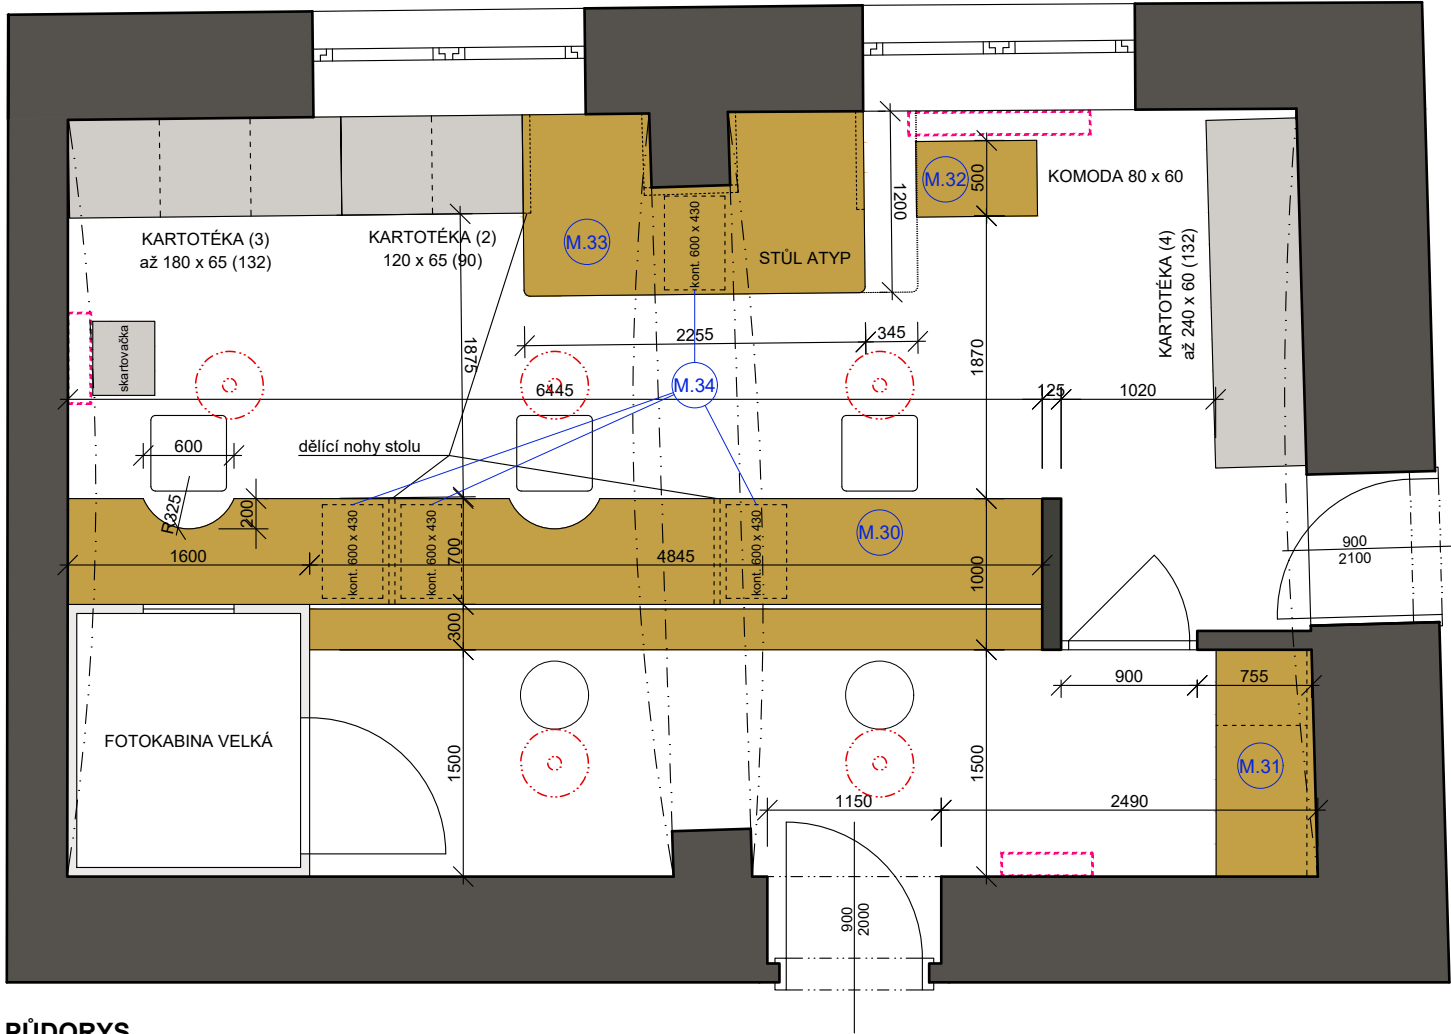 KARTOTÉKA (3)
až 180 x 65 (132)
KARTOTÉKA (2)
120 x 65 (90)
M.33
kont. 600 x 430
STŮL ATYP
1200
M.32
500
KOMODA 80 x 60
KARTOTÉKA (4)
až 240 x 60 (132)
skartovačka
1875
2255
345
1870
6445
M.34
125
1020
600
dělící nohy stolu
R325
200
1600
kont. 600 x 430
kont. 600 x 430
700
4845
kont. 600 x 430
M.30
1000
900
2100
300
FOTOKABINA VELKÁ
1500
1500
900
755
M.31
1150
2490
900
2000
PŮDORYS